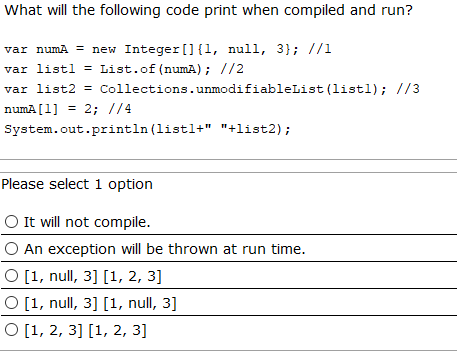 What will the following code print when compiled and run?
var numA = new Integer[]{1, null, 3}; //1
var list1 = List.of(numA); //2
var list2 = Collections.unmodifiableList(list1); //3
numA[1] = 2; //4
System.out.println(list1+" "+list2);
Please select 1 option
It will not compile.
An exception will be thrown at run time.
[1, null, 3] [1, 2, 3]
[1, null, 3] [1, null, 3]
[1, 2, 3] [1, 2, 3]